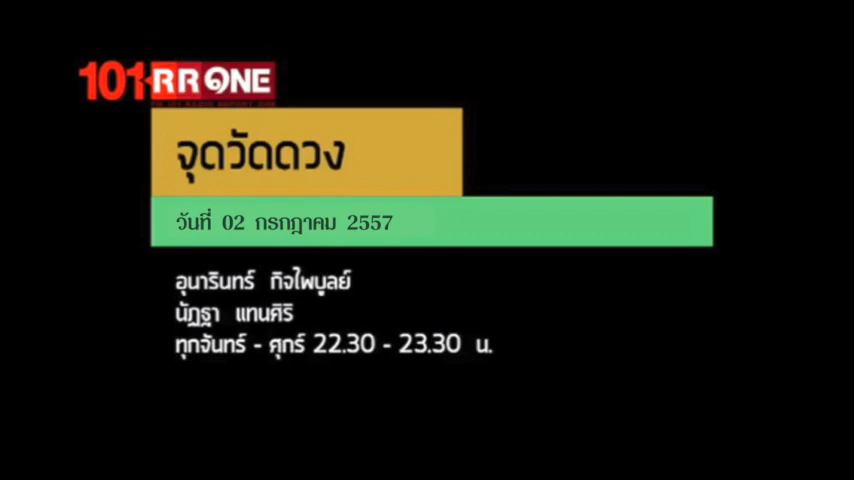 101 RR ONE
จุดวัดดวง
วันที่ 02 กรกฎาคม 2557
อุนารินทร์ กิจไพบูลย์
นัฏฐา แทนศิริ
ทุกจันทร์ - ศุกร์ 22.30 - 23.30 น.